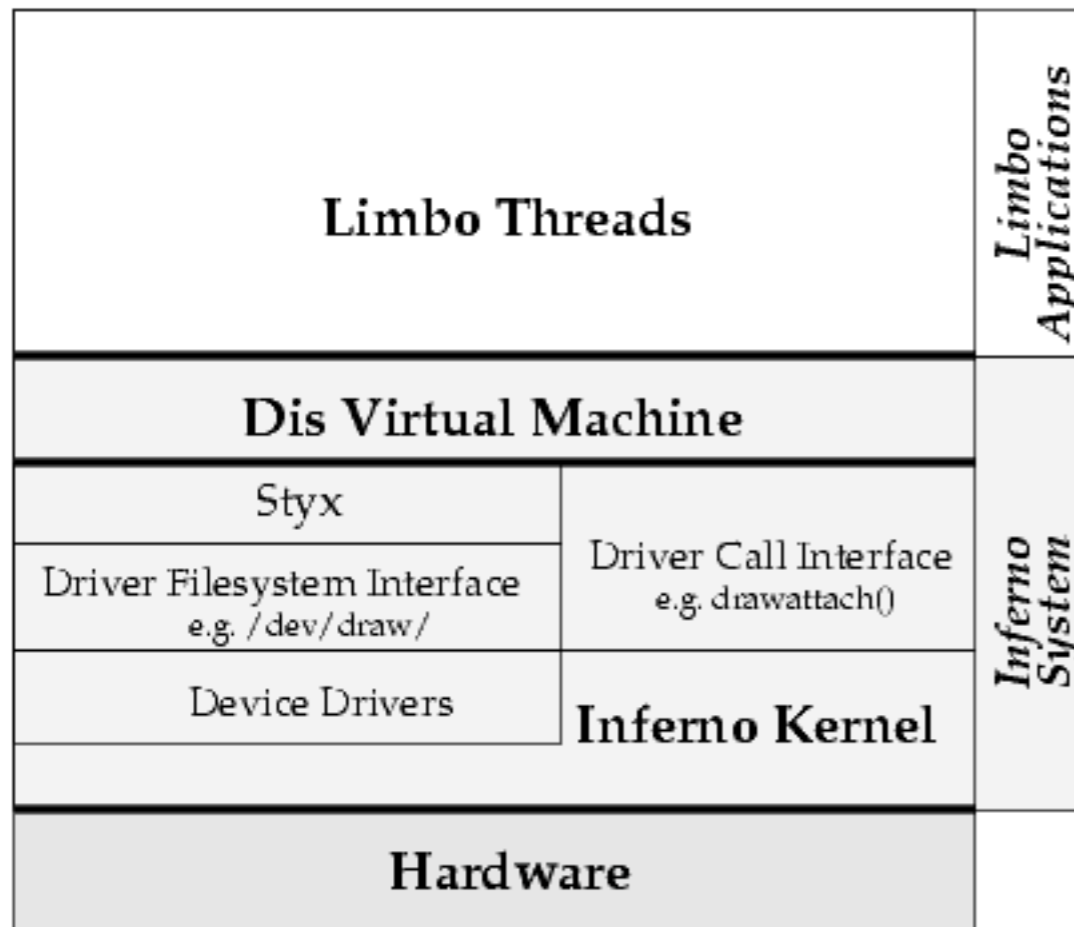 Limbo Threads
Limbo
Applications
Dis Virtual Machine
Styx
Driver Filesystem Interface
e.g. /dev/draw/
Driver Call Interface
e.g. drawattach()
Device Drivers
Inferno Kernel
Inferno
System
Hardware